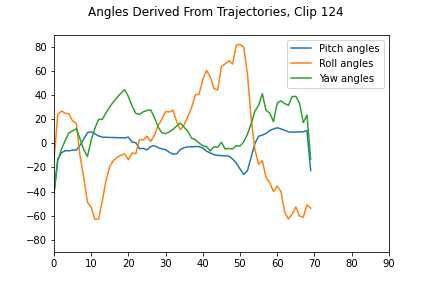 Angles Derived From Trajectories, Clip 124
Pitch angles
Roll angles
Yaw angles
80
60
40
20
0
−20
−40
−60
−80
0 10 20 30 40 50 60 70 80 90